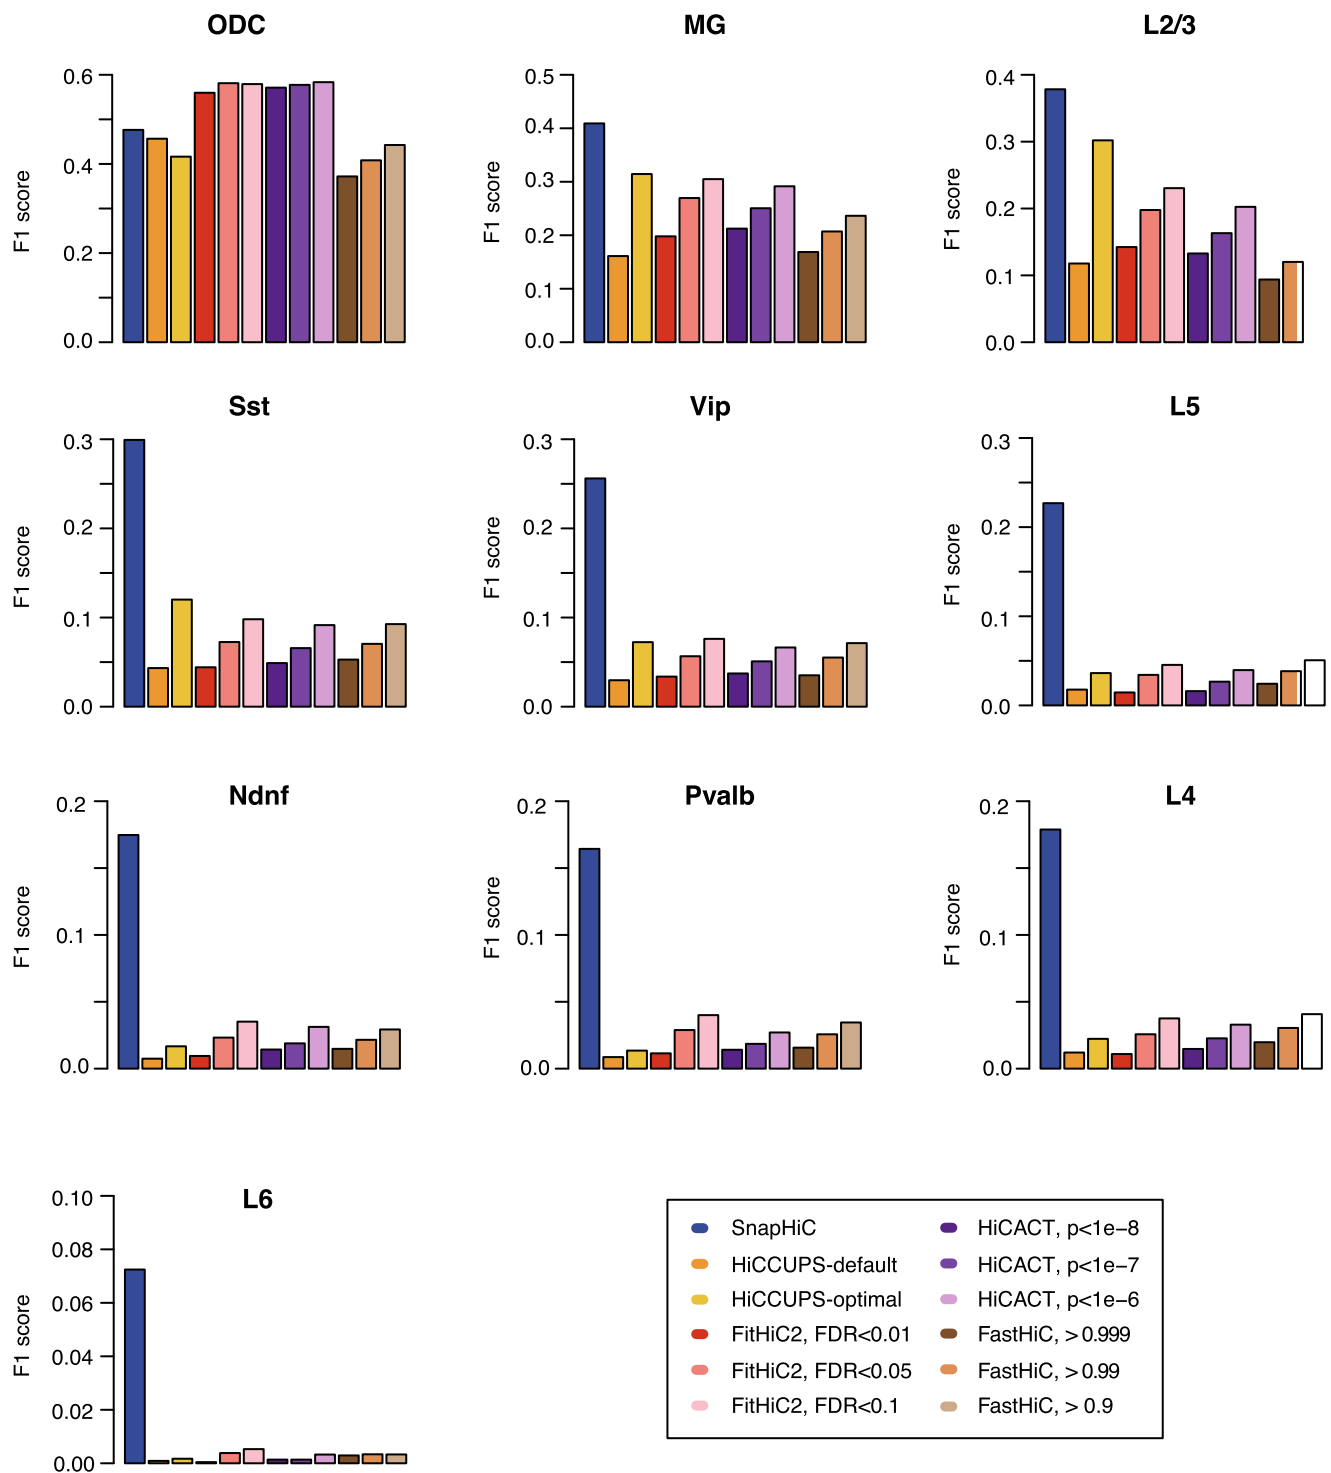 ODC
MG
L2/3
F1 score
0.6
0.4
0.2
0.0
F1 score
0.5
0.4
0.3
0.2
0.1
0.0
F1 score
0.4
0.3
0.2
0.1
0.0
Sst
Vip
L5
F1 score
0.3
0.2
0.1
0.0
F1 score
0.3
0.2
0.1
0.0
F1 score
0.3
0.2
0.1
0.0
Ndnf
Pvalb
L4
F1 score
0.2
0.1
0.0
F1 score
0.2
0.1
0.0
F1 score
0.2
0.1
0.0
L6
F1 score
0.10
0.08
0.06
0.04
0.02
0.00
SnapHiC
HiCCUPS-default
HiCCUPS-optimal
FitHiC2, FDR<0.01
FitHiC2, FDR<0.05
FitHiC2, FDR<0.1
HiCACT, p<1e−8
HiCACT, p<1e−7
HiCACT, p<1e−6
FastHiC, >0.999
FastHiC, >0.99
FastHiC, > 0.9